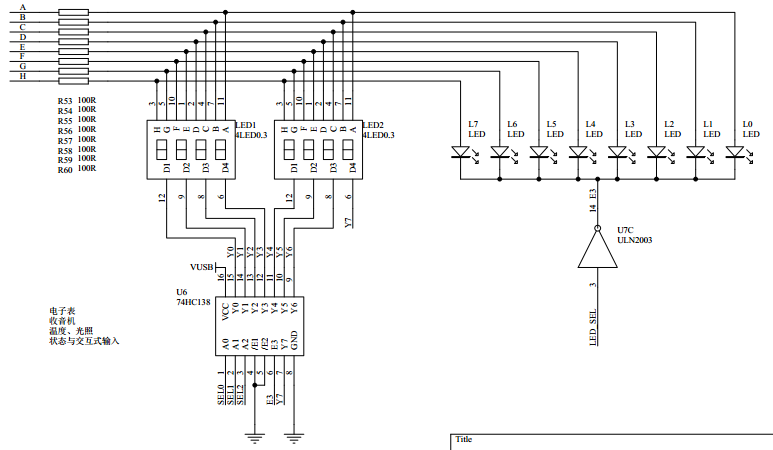 A
B
C
D
E
F
G
H
R53 100R
R54 100R
R55 100R
R56 100R
R57 100R
R58 100R
R59 100R
R60 100R
3 5 10 1 2 4 7 11
H G F E D C B A
D1 D2 D3 D4
12 9 8 6
LED1
4LED0.3
3 5 10 1 2 4 7 11
H G F E D C B A
D1 D2 D3 D4
12 9 8 6
LED2
4LED0.3
Y7
L7
LED
L6
LED
L5
LED
L4
LED
L3
LED
L2
LED
L1
LED
L0
LED
14 E3
U7C
ULN2003
3
LED_SEL
Y0 Y1 Y2 Y3 Y4 Y5 Y6
VUSB
16 15 14 13 12 11 10 9
U6
74HC138
VCC Y0 Y1 Y2 Y3 Y4 Y5 Y6
A0 A1 A2 /E1 /E2 E3 Y7 GND
1 2 3 4 5 6 7 8
SEL0 SEL1 SEL2 E3 Y7
电子表
收音机
温度、光照
状态与交互式输入
Title